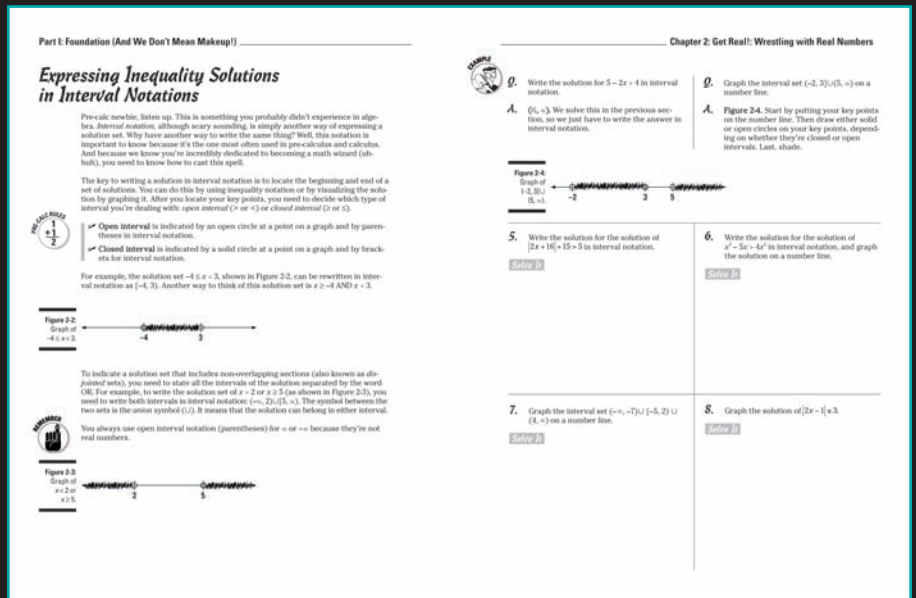 Part I: Foundation (And We Don't Mean Makeup!)
Expressing Inequality Solutions
in Interval Notations
Pre-calc newbie, listen up. This is something you probably didn't experience in alge-
bra. Interval notation, although scary sounding, is simply another way of expressing a
solution set. Why have another way to write the same thing? Well, this notation is
important to know because it's the one most often used in pre-calculus and calculus.
And because we know you're incredibly dedicated to becoming a math wizard (uh-
huh), you need to know how to cast this spell.
The key to writing a solution in interval notation is to locate the beginning and end of a
set of solutions. You can do this by using inequality notation or by visualizing the solu-
tion by graphing it. After you locate your key points, you need to decide which type of
interval you're dealing with: open interval (> or <) or closed interval (≥ or ≤).
PRE-CALC RULES
1
+1
2
Open interval is indicated by an open circle at a point on a graph and by paren-
theses in interval notation.
Closed interval is indicated by a solid circle at a point on a graph and by brack-
ets for interval notation.
For example, the solution set –4 ≤ x < 3, shown in Figure 2-2, can be rewritten in inter-
val notation as [–4, 3). Another way to think of this solution set is x ≥ –4 AND x < 3.
Figure 2-2:
Graph of
–4 ≤ x < 3.
–4 3
To indicate a solution set that includes non-overlapping sections (also known as dis-
jointed sets), you need to state all the intervals of the solution separated by the word
OR. For example, to write the solution set of x < 2 or x ≥ 5 (as shown in Figure 2-3), you
need to write both intervals in interval notation: (–∞, 2)∪[5, ∞). The symbol between the
two sets is the union symbol (∪). It means that the solution can belong in either interval.
REMEMBER
You always use open interval notation (parentheses) for ∞ or –∞ because they're not
real numbers.
Figure 2-3:
Graph of
x < 2 or
x ≥ 5.
2 5
Chapter 2: Get Real!: Wrestling with Real Numbers
EXAMPLE
Q. Write the solution for 5 – 2x > 4 in interval
notation.
A. We solve this in the previous sec-
tion, so we just have to write the answer in
interval notation.
Q. Graph the interval set (–2, 3]∪(5, ∞) on a
number line.
A. Figure 2-4. Start by putting your key points
on the number line. Then draw either solid
or open circles on your key points, depend-
ing on whether they're closed or open
intervals. Last, shade.
Figure 2-4:
Graph of
(–2, 3]∪
(5, ∞).
–2 3 5
5. Write the solution for the solution of
|2x + 16| + 15 > 5 in interval notation.
Solve It
6. Write the solution for the solution of
in interval notation, and graph
the solution on a number line.
Solve It
7. Graph the interval set (–∞, –7)∪ [–5, 2) ∪
(4, ∞) on a number line.
Solve It
8. Graph the solution of |2x – 1| 3.
Solve It